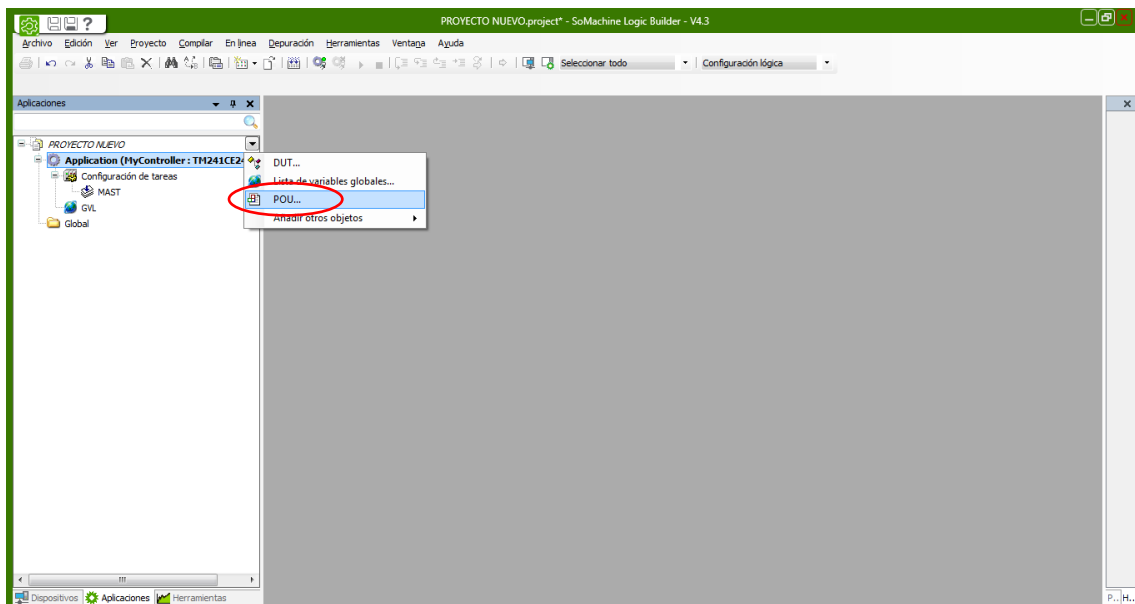 PROYECTO NUEVO.project* - SoMachine Logic Builder - V4.3
Archivo Edición Ver Proyecto Compilar En línea Depuración Herramientas Ventana Ayuda
Seleccionar todo Configuración lógica
Aplicaciones
PROYECTO NUEVO
Application (MyController : TM241CE2
Configuración de tareas
MAST
GVL
Global
DUT...
Lista de variables globales...
POU...
Añadir otros objetos
Dispositivos Aplicaciones Herramientas
P... H...